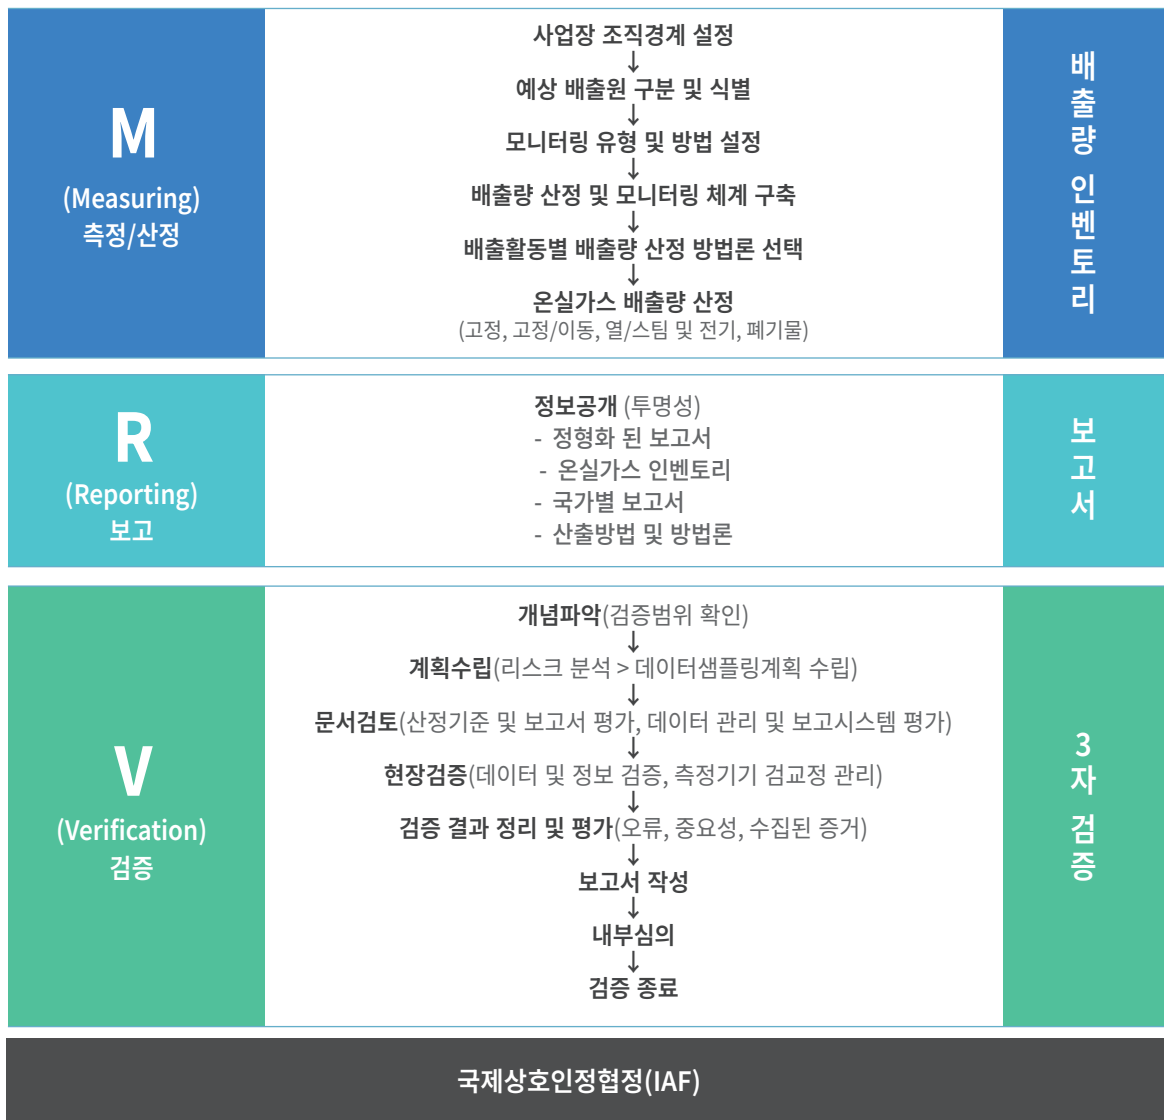 M
(Measuring)
측정/산정
사업장 조직경계 설정
↓
예상 배출원 구분 및 식별
↓
모니터링 유형 및 방법 설정
↓
배출량 산정 및 모니터링 체계 구축
↓
배출활동별 배출량 산정 방법론 선택
↓
온실가스 배출량 산정
(고정, 고정/이동, 열/스팀 및 전기, 폐기물)
배출량 인벤토리
R
(Reporting)
보고
정보공개 (투명성)
- 정형화 된 보고서
- 온실가스 인벤토리
- 국가별 보고서
- 산출방법 및 방법론
보고서
V
(Verification)
검증
개념파악(검증범위 확인)
↓
계획수립(리스크 분석 > 데이터샘플링계획 수립)
↓
문서검토(산정기준 및 보고서 평가, 데이터 관리 및 보고시스템 평가)
↓
현장검증(데이터 및 정보 검증, 측정기기 검교정 관리)
↓
검증 결과 정리 및 평가(오류, 중요성, 수집된 증거)
↓
보고서 작성
↓
내부심의
↓
검증 종료
3자 검증
국제상호인정협정(IAF)